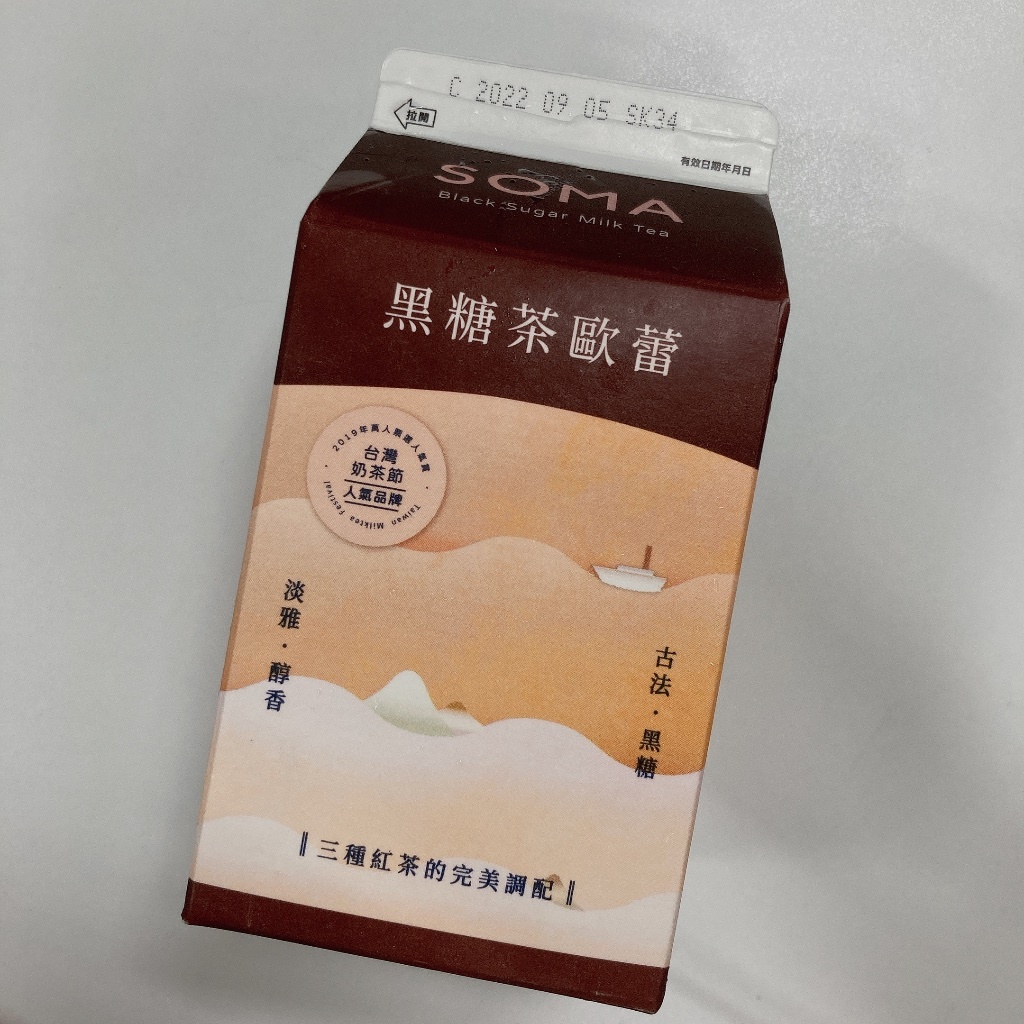 C 2022 09 05 SK34
拉開
有效日期年月日
SOMA
Black Sugar Milk Tea
黑糖茶歐蕾
2019年萬人票選人氣賞
台灣
奶茶節
人氣品牌
Taiwan Milktea Festival
淡雅・醇香
古法・黑糖
三種紅茶的完美調配